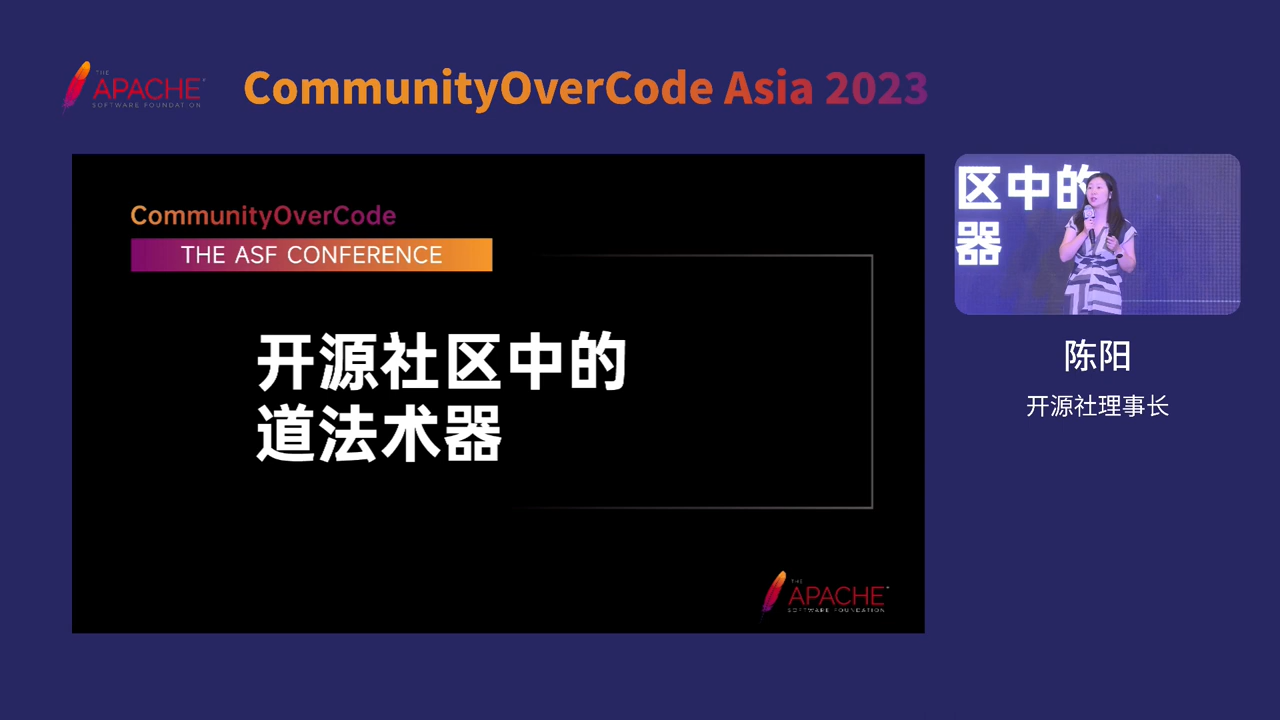 THE
APACHE
SOFTWARE FOUNDATION
CommunityOverCode Asia 2023
CommunityOverCode
THE ASF CONFERENCE
开源社区中的
道法术器
THE
APACHE
SOFTWARE FOUNDATION
区中的
器
陈阳
开源社理事长